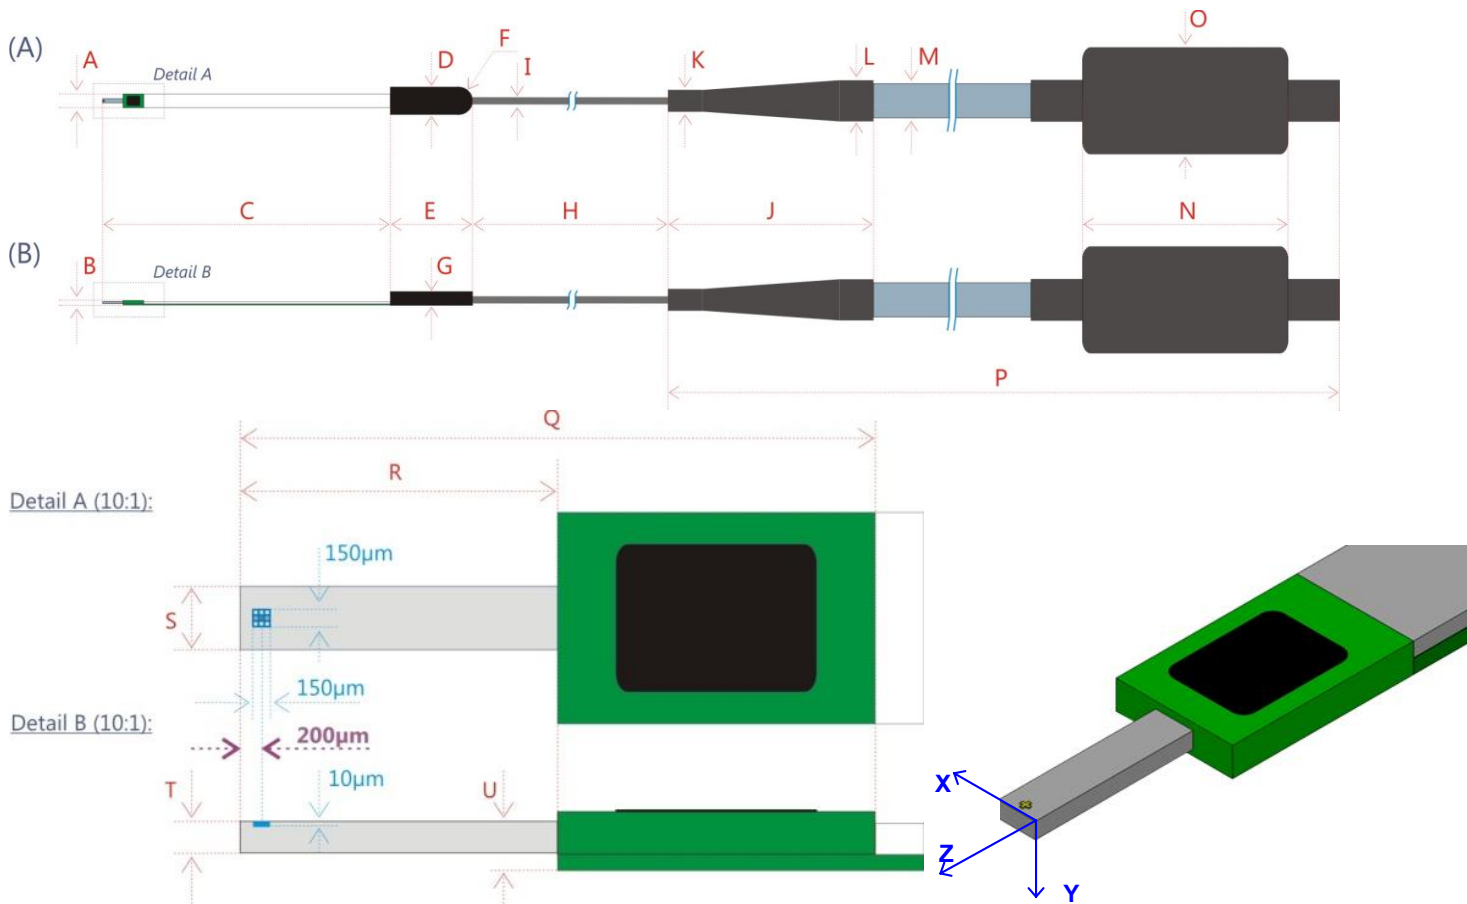 (A)
A
Detail A
D
F
I
K
L
M
O
C
E
H
J
N
(B)
B
Detail B
G
P
Q
R
Detail A (10:1):
150µm
S
150µm
Detail B (10:1):
200µm
T
10µm
U
X
Z
Y